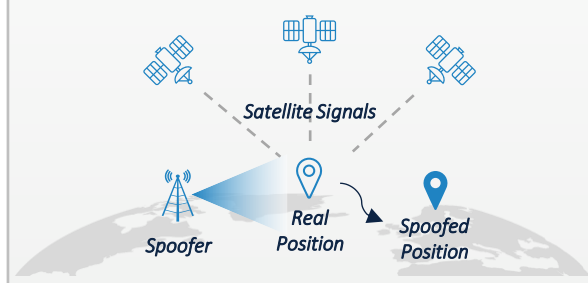 Satellite Signals
Spoofer
Real
Position
Spoofed
Position